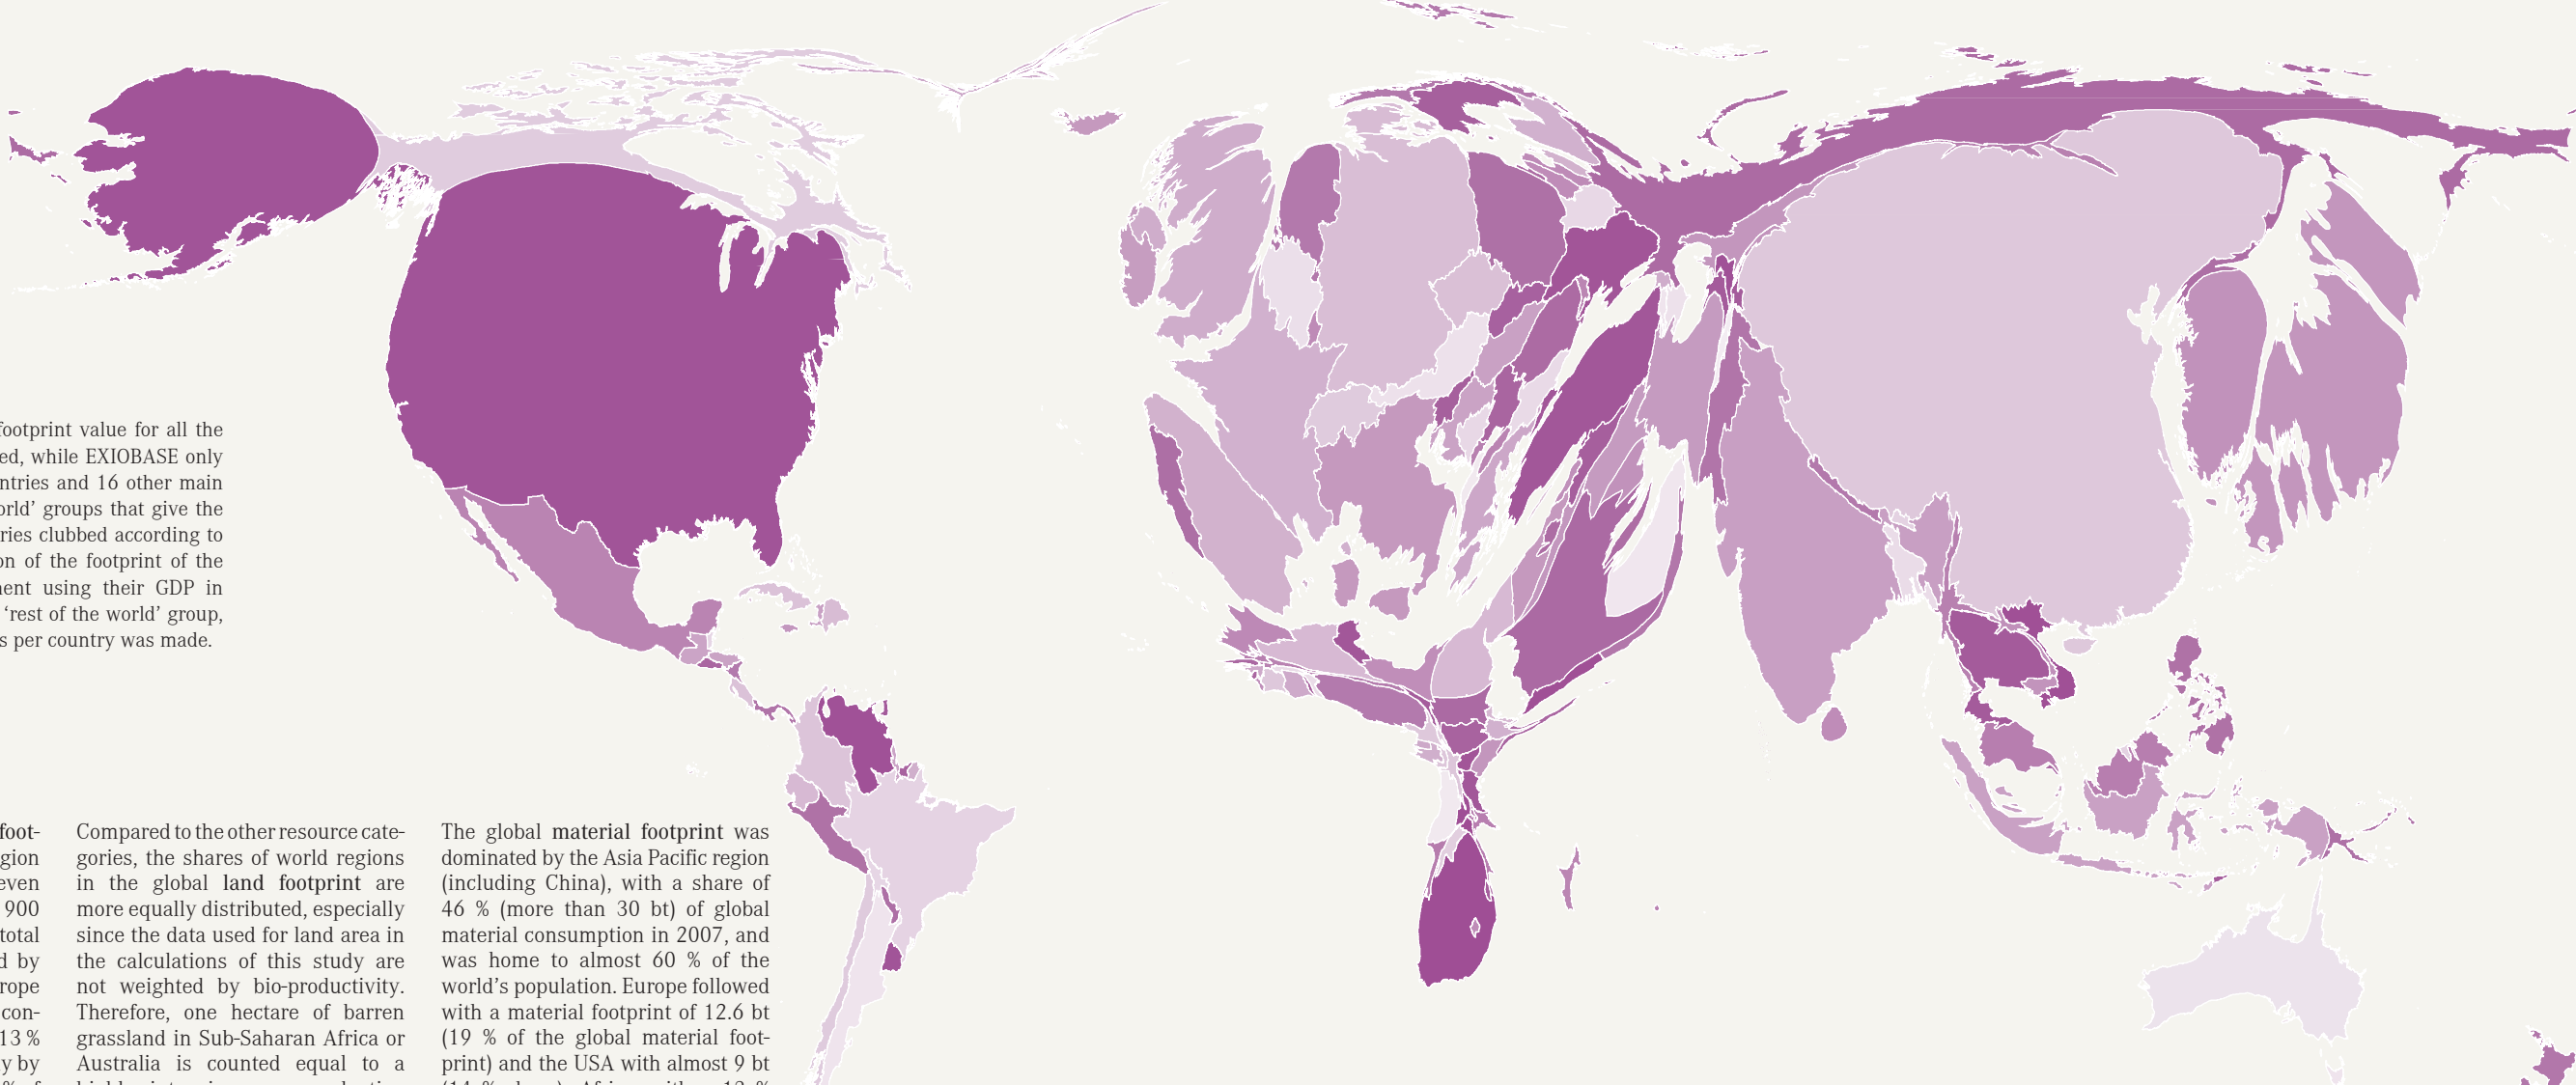 footprint value for all the
ed, while EXIOBASE only
ntries and 16 other main
orld’ groups that give the
ries clubbed according to
on of the footprint of the
nent using their GDP in
‘rest of the world’ group,
s per country was made.
foot-
gion
even
900
total
d by
rope
con-
13 %
y by
Compared to the other resource cate-
gories, the shares of world regions
in the global land footprint are
more equally distributed, especially
since the data used for land area in
the calculations of this study are
not weighted by bio-productivity.
Therefore, one hectare of barren
grassland in Sub-Saharan Africa or
Australia is counted equal to a
The global material footprint was
dominated by the Asia Pacific region
(including China), with a share of
46 % (more than 30 bt) of global
material consumption in 2007, and
was home to almost 60 % of the
world’s population. Europe followed
with a material footprint of 12.6 bt
(19 % of the global material foot-
print) and the USA with almost 9 bt